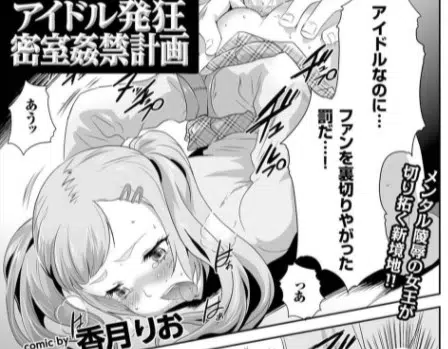 アイドル発狂
密室姦禁計画
アイドルなのに…
ファンを裏切りやがった
罰だ…!
メンタル陵辱の女王が
切り拓く新境地!!
あうッ
っあ
comic by 香月りお